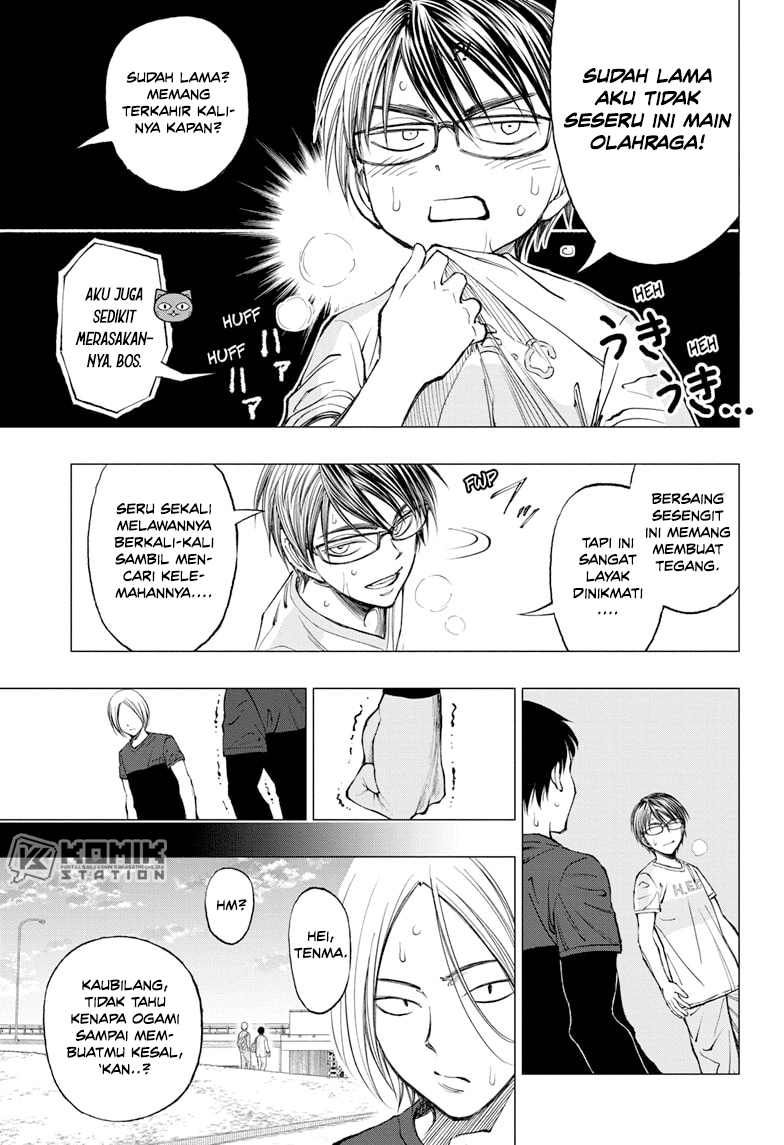 SUDAH LAMA
AKU TIDAK
SESERU INI MAIN
OLAHRAGA!
SUDAH LAMA?
MEMANG
TERKAHIR KALI-
NYA KAPAN?
HEH
HEH
うき
うき...
HUFF
HUFF
ハァ
ハァ
AKU JUGA
SEDIKIT
MERASAKAN-
NYA, BOS.
BERSAING
SESENGIT
INI MEMANG
MEMBUAT
TEGANG.
TAPI INI
SANGAT
LAYAK
DINIKMATI
....
FWP
SERU SEKALI
MELAWANNYA
BERKALI-KALI
SAMBIL MEN-
CARI KELE-
MAHANNYA....
KOMIK
STATION
HEI,
TENMA.
HM?
KAUBILANG,
TIDAK TAHU
KENAPA OGAMI
SAMPAI MEM-
BUATMU KESAL,
'KAN..?